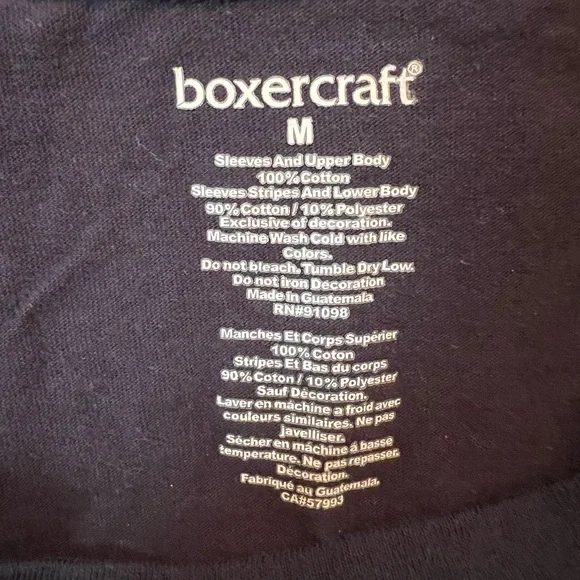 boxercraft®
M
Sleeves And Upper Body
100% Cotton
Sleeves Stripes And Lower Body
90% Cotton / 10% Polyester
Exclusive of decoration.
Machine Wash Cold with like
Colors.
Do not bleach. Tumble Dry Low.
Do not iron Decoration
Made in Guatemala
RN#91098
Manches Et Corps Supérier
100% Coton
Stripes Et Bas du corps
90% Coton / 10% Polyester
Sauf Décoration.
Laver en máchine a froid avec
couleurs similaires. Ne pas
javelliser.
Sécher en máchine á basse
temperature. Ne pas repasser.
Décoration.
Fabriqué au Guatemala.
CA#57993